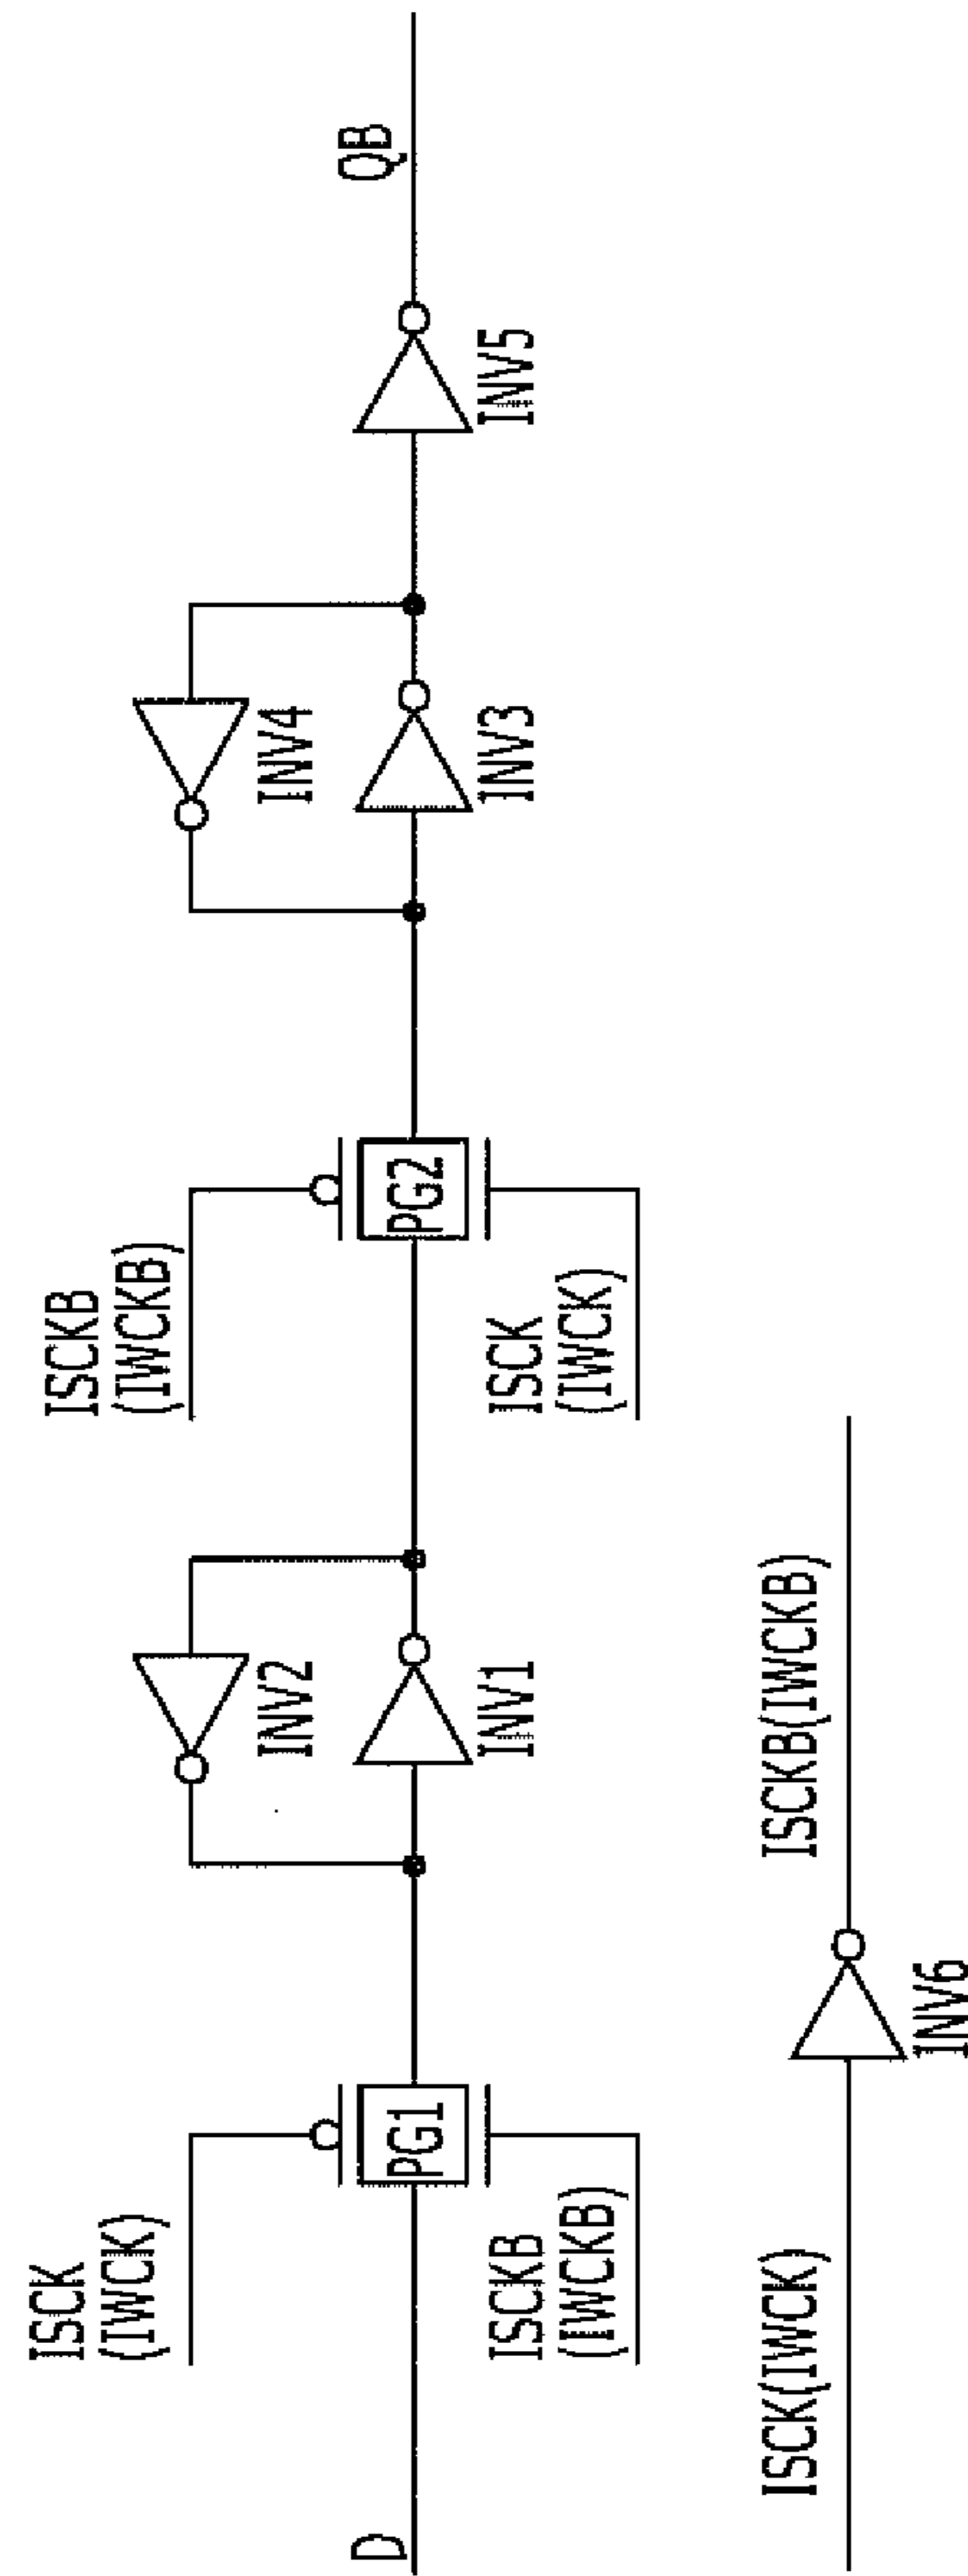 ISCK
(IWCK)
ISCKB
(IWCKB)
D
PG1
INV2
PG2
INV4
QB
ISCKB
(IWCKB)
INV1
ISCK
(IWCK)
INV3
INV5
ISCK(IWCK)
ISCKB(IWCKB)
INV6